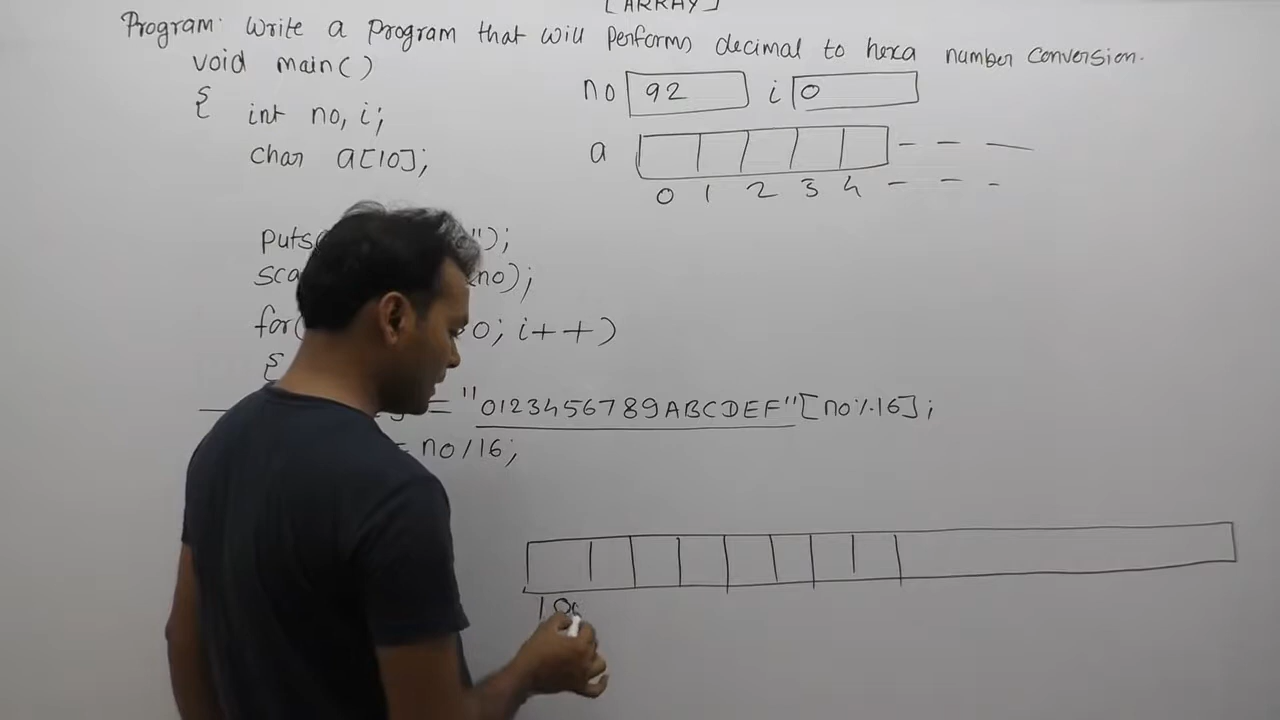 [ARRAY]
Program: Write a program that will performs decimal to hexa number conversion.
void main()
{
int no, i;
char a[10];
no 92 i 0
a
0 1 2 3 4
puts ");
sca no);
for( 0; i++)
{
= "0123456789ABCDEF"[no%16];
= no/16;